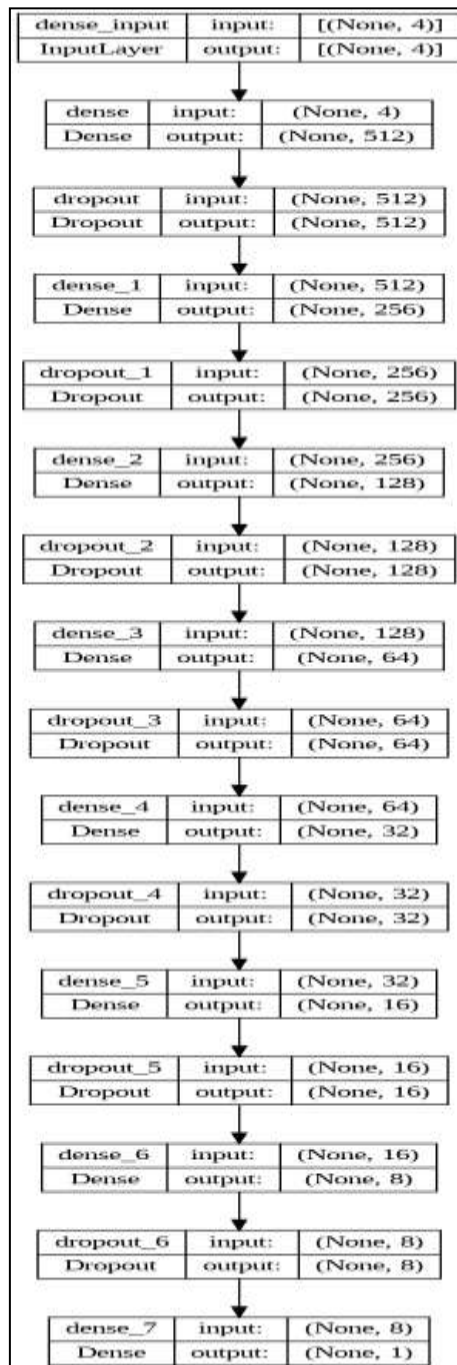 dense_input input: [(None, 4)]
InputLayer output: [(None, 4)]
dense input: (None, 4)
Dense output: (None, 512)
dropout input: (None, 512)
Dropout output: (None, 512)
dense_1 input: (None, 512)
Dense output: (None, 256)
dropout_1 input: (None, 256)
Dropout output: (None, 256)
dense_2 input: (None, 256)
Dense output: (None, 128)
dropout_2 input: (None, 128)
Dropout output: (None, 128)
dense_3 input: (None, 128)
Dense output: (None, 64)
dropout_3 input: (None, 64)
Dropout output: (None, 64)
dense_4 input: (None, 64)
Dense output: (None, 32)
dropout_4 input: (None, 32)
Dropout output: (None, 32)
dense_5 input: (None, 32)
Dense output: (None, 16)
dropout_5 input: (None, 16)
Dropout output: (None, 16)
dense_6 input: (None, 16)
Dense output: (None, 8)
dropout_6 input: (None, 8)
Dropout output: (None, 8)
dense_7 input: (None, 8)
Dense output: (None, 1)